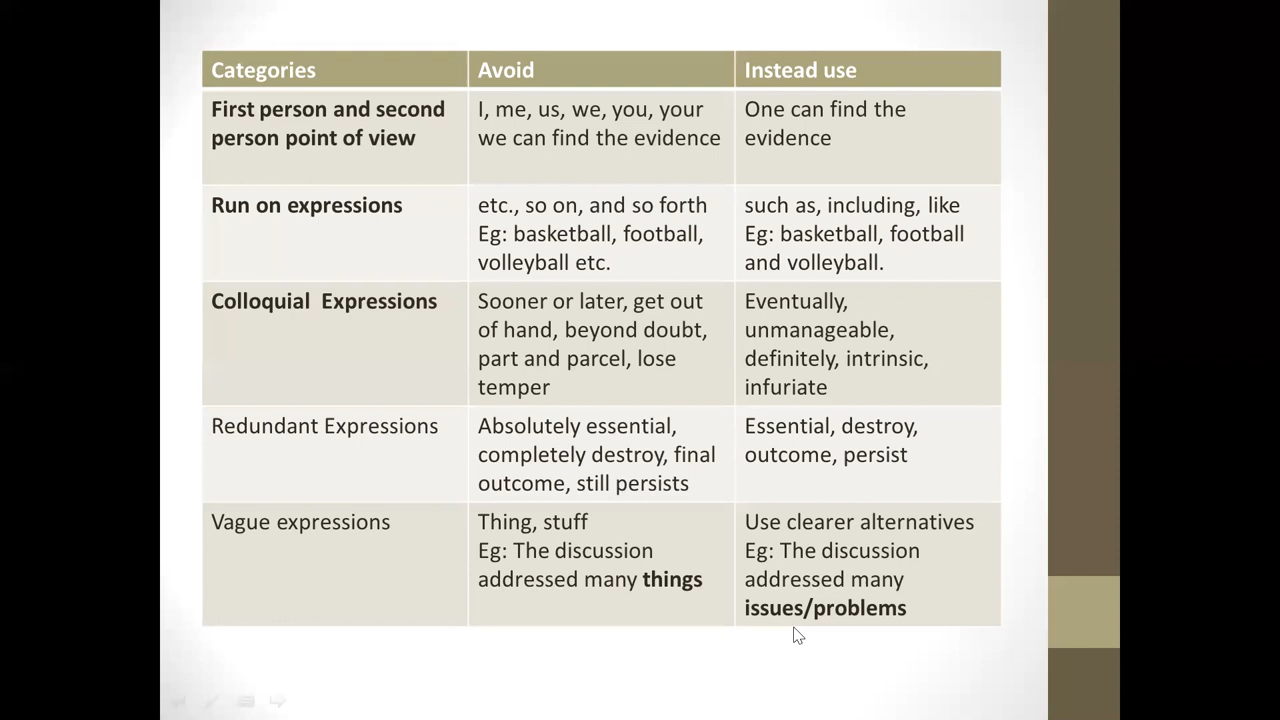 Categories
Avoid
Instead use
First person and second
person point of view
I, me, us, we, you, your
we can find the evidence
One can find the
evidence
Run on expressions
etc., so on, and so forth
Eg: basketball, football,
volleyball etc.
such as, including, like
Eg: basketball, football
and volleyball.
Colloquial  Expressions
Sooner or later, get out
of hand, beyond doubt,
part and parcel, lose
temper
Eventually,
unmanageable,
definitely, intrinsic,
infuriate
Redundant Expressions
Absolutely essential,
completely destroy, final
outcome, still persists
Essential, destroy,
outcome, persist
Vague expressions
Thing, stuff
Eg: The discussion
addressed many things
Use clearer alternatives
Eg: The discussion
addressed many
issues/problems